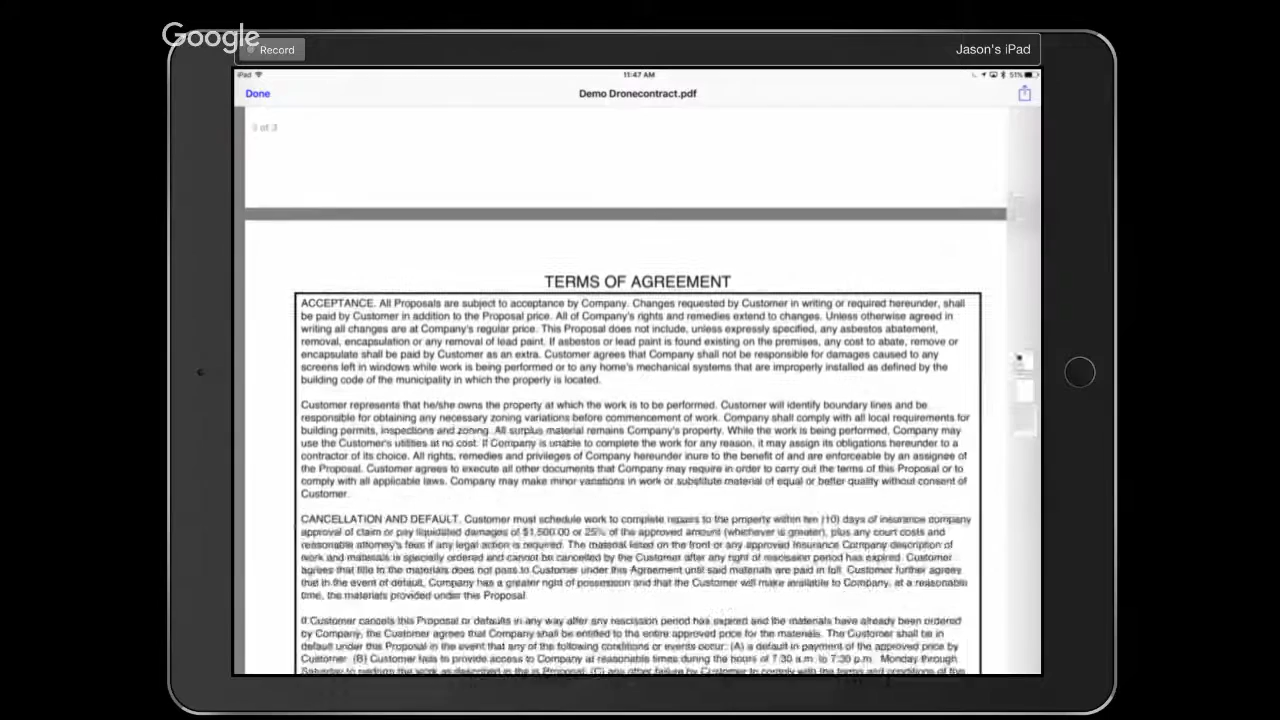 Google
Record
Jason's iPad
iPad
11:47 AM
51%
Done
Demo Dronecontract.pdf
3 of 3
TERMS OF AGREEMENT
ACCEPTANCE. All Proposals are subject to acceptance by Company. Changes requested by Customer in writing or required hereunder, shall
be paid by Customer in addition to the Proposal price. All of Company's rights and remedies extend to changes. Unless otherwise agreed in
writing all changes are at Company's regular price. This Proposal does not include, unless expressly specified, any asbestos abatement,
removal, encapsulation or any removal of lead paint. If asbestos or lead paint is found existing on the premises, any cost to abate, remove or
encapsulate shall be paid by Customer as an extra. Customer agrees that Company shall not be responsible for damages caused to any
screens left in windows while work is being performed or to any home's mechanical systems that are improperly installed as defined by the
building code of the municipality in which the property is located.
Customer represents that he/she owns the property at which the work is to be performed. Customer will identify boundary lines and be
responsible for obtaining any necessary zoning variations before commencement of work. Company shall comply with all local requirements for
building permits, inspections and zoning. All surplus material remains Company's property. While the work is being performed, Company may
use the Customer's utilities at no cost. If Company is unable to complete the work for any reason, it may assign its obligations hereunder to a
contractor of its choice. All rights, remedies and privileges of Company hereunder inure to the benefit of and are enforceable by an assignee of
the Proposal. Customer agrees to execute all other documents that Company may require in order to carry out the terms of this Proposal or to
comply with all applicable laws. Company may make minor variations in work or substitute material of equal or better quality without consent of
Customer.
CANCELLATION AND DEFAULT. Customer must schedule work to complete repairs to the property within ten (10) days of insurance company
approval of claim or pay liquidated damages of $1,500.00 or 25% of the approved amount (whichever is greater), plus any court costs and
reasonable attorney's fees if any legal action is required. The material listed on the front or any approved Insurance Company description of
work and materials is specially ordered and cannot be cancelled by the Customer after any right of rescission period has expired. Customer
agrees that title to the materials does not pass to Customer under this Agreement until said materials are paid in full. Customer further agrees
that in the event of default, Company has a greater right of possession and that the Customer will make available to Company, at a reasonable
time, the materials provided under this Proposal.
If Customer cancels this Proposal or defaults in any way after any rescission period has expired and the materials have already been ordered
by Company, the Customer agrees that Company shall be entitled to the entire approved price for the materials. The Customer shall be in
default under this Proposal in the event that any of the following conditions or events occur: (A) a default in payment of the approved price by
Customer (B) Customer fails to provide access to Company at reasonable times during the hours of 7:30 a.m. to 7:30 p.m. Monday through
Saturday to perform the work as described in the Proposal, (C) any other failure by Customer to comply with the terms and conditions of this